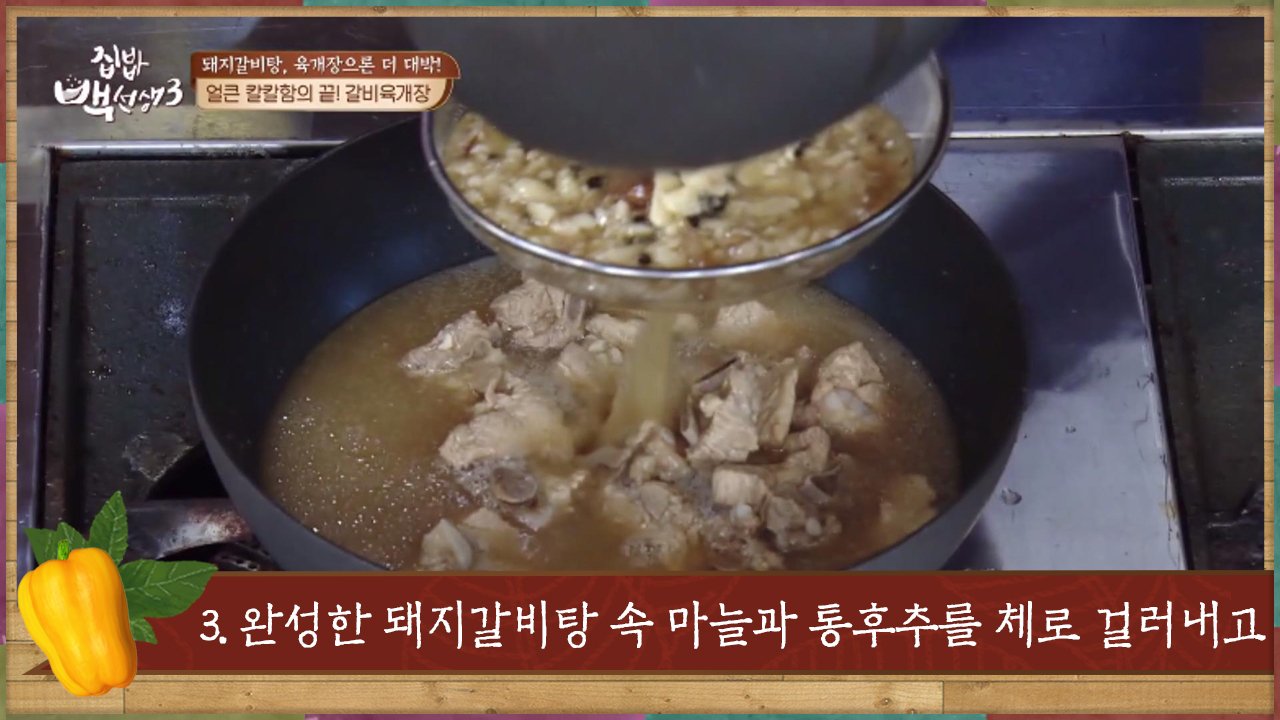 집밥
백선생3
돼지갈비탕, 육개장으론 더 대박!
얼큰 칼칼함의 끝! 갈비육개장
3. 완성한 돼지갈비탕 속 마늘과 통후추를 체로 걸러내고